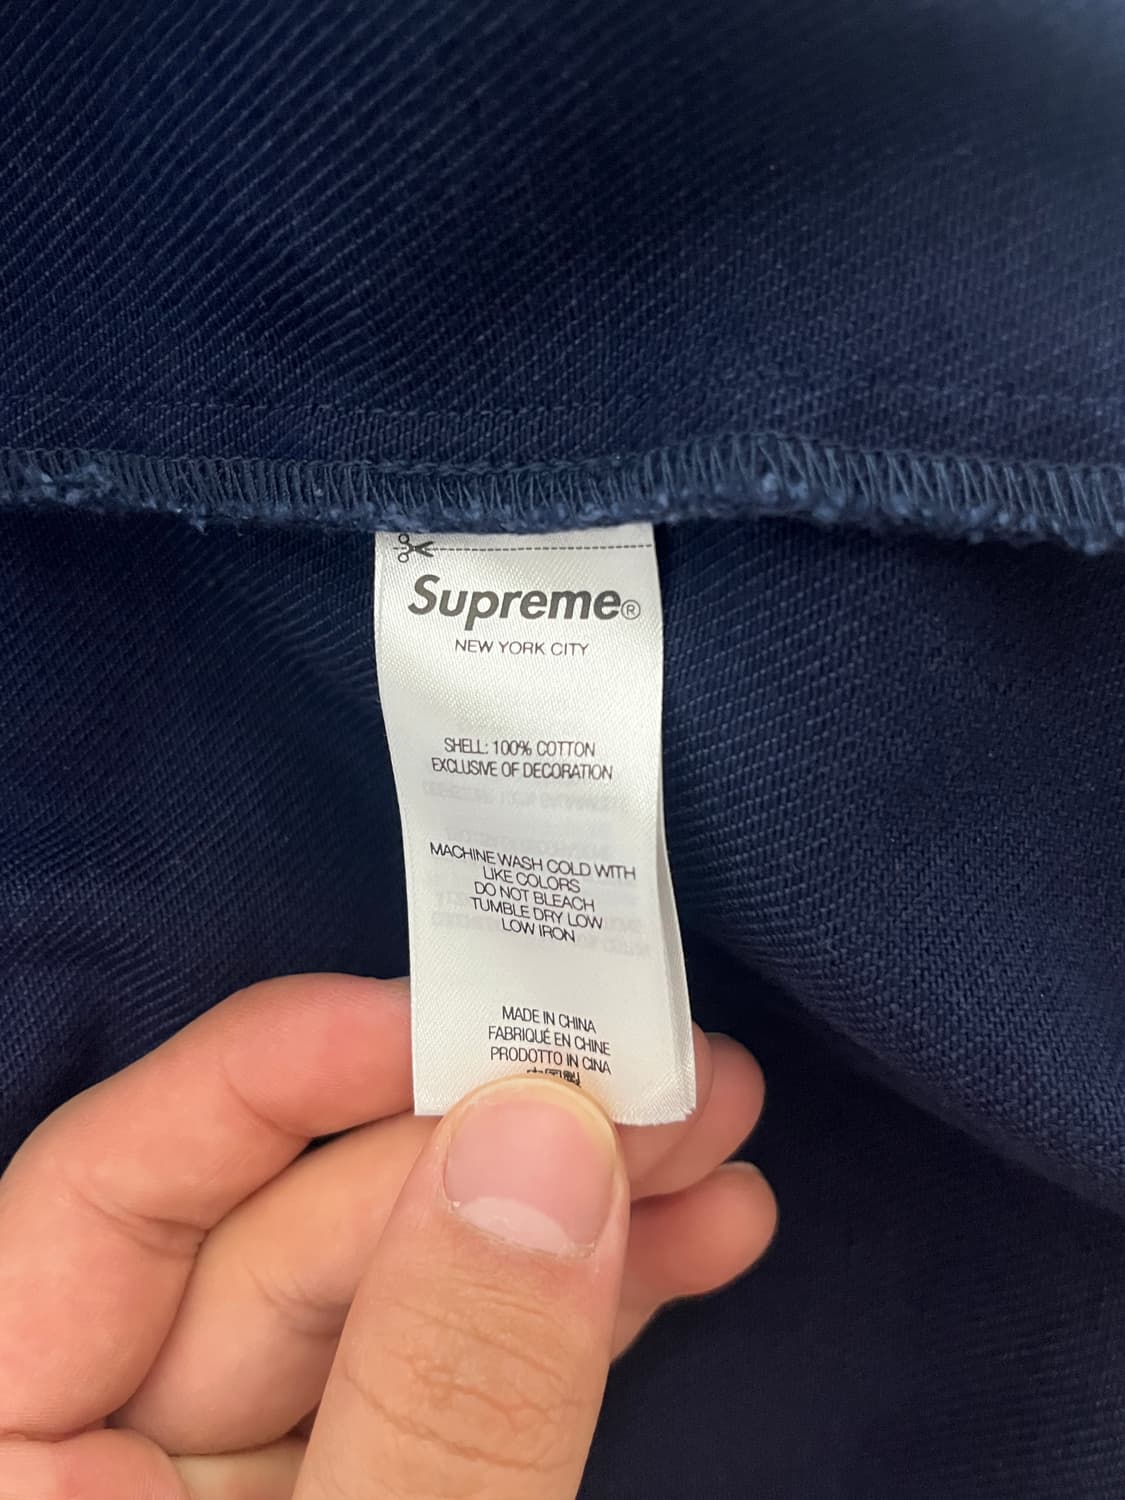 Supreme®
NEW YORK CITY
SHELL: 100% COTTON
EXCLUSIVE OF DECORATION
MACHINE WASH COLD WITH
LIKE COLORS
DO NOT BLEACH
TUMBLE DRY LOW
LOW IRON
MADE IN CHINA
FABRIQUÉ EN CHINE
PRODOTTO IN CINA